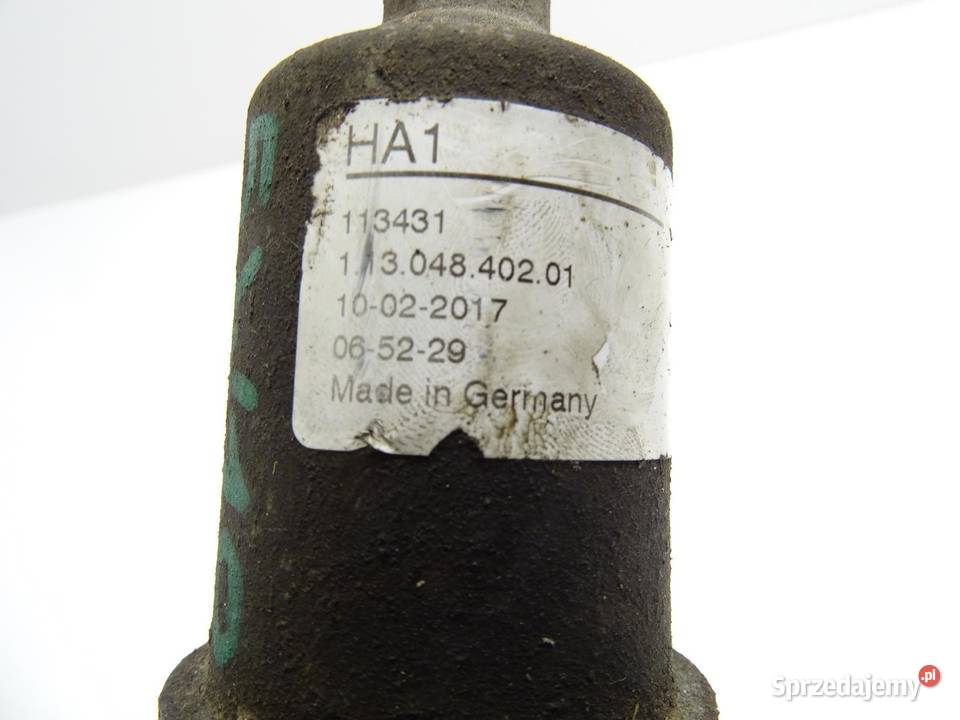 HA1
113431
1.13.048.402.01
10-02-2017
06-52-29
Made in Germany
Sprzedajemy.pl